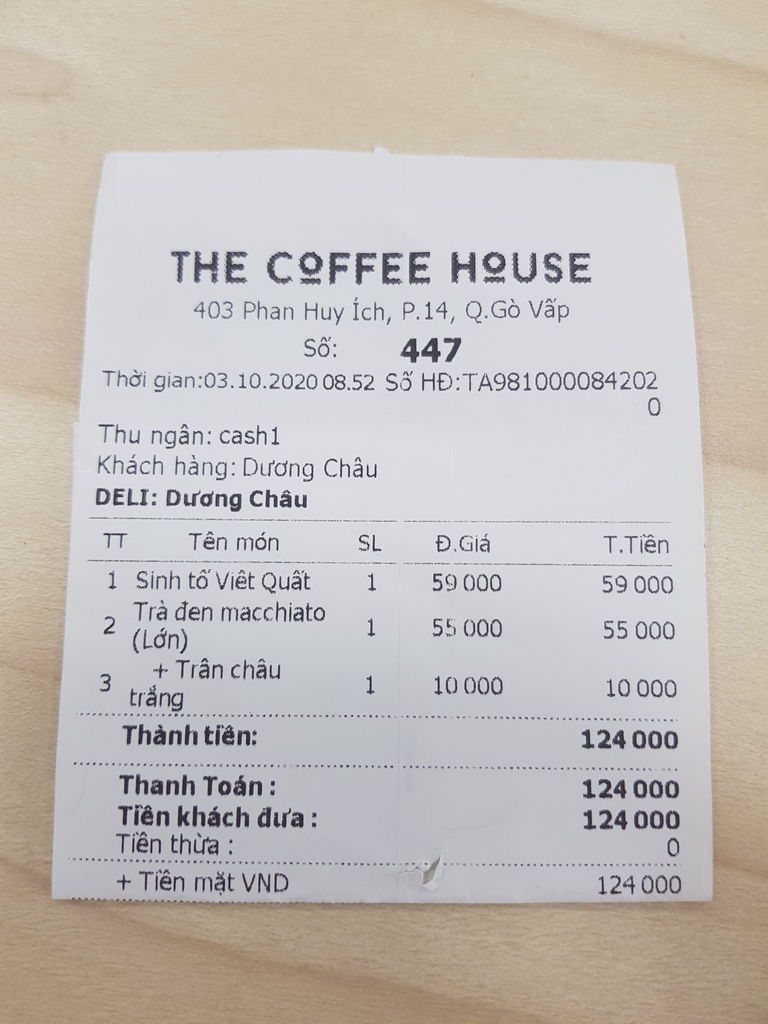 THE COFFEE HOUSE
403 Phan Huy Ích, P.14, Q.Gò Vấp
Số: 447
Thời gian:03.10.2020 08.52 Số HĐ:TA981000084202
0
Thu ngân: cash1
Khách hàng: Dương Châu
DELI: Dương Châu
TT Tên món SL Đ.Giá T.Tiền
1 Sinh tố Việt Quất 1 59 000 59 000
Trà đen macchiato
2 1 55 000 55 000
(Lớn)
+ Trân châu
3 1 10 000 10 000
trắng
Thành tiền: 124 000
Thanh Toán : 124 000
Tiền khách đưa : 124 000
Tiền thừa : 0
+ Tiền mặt VND 124 000